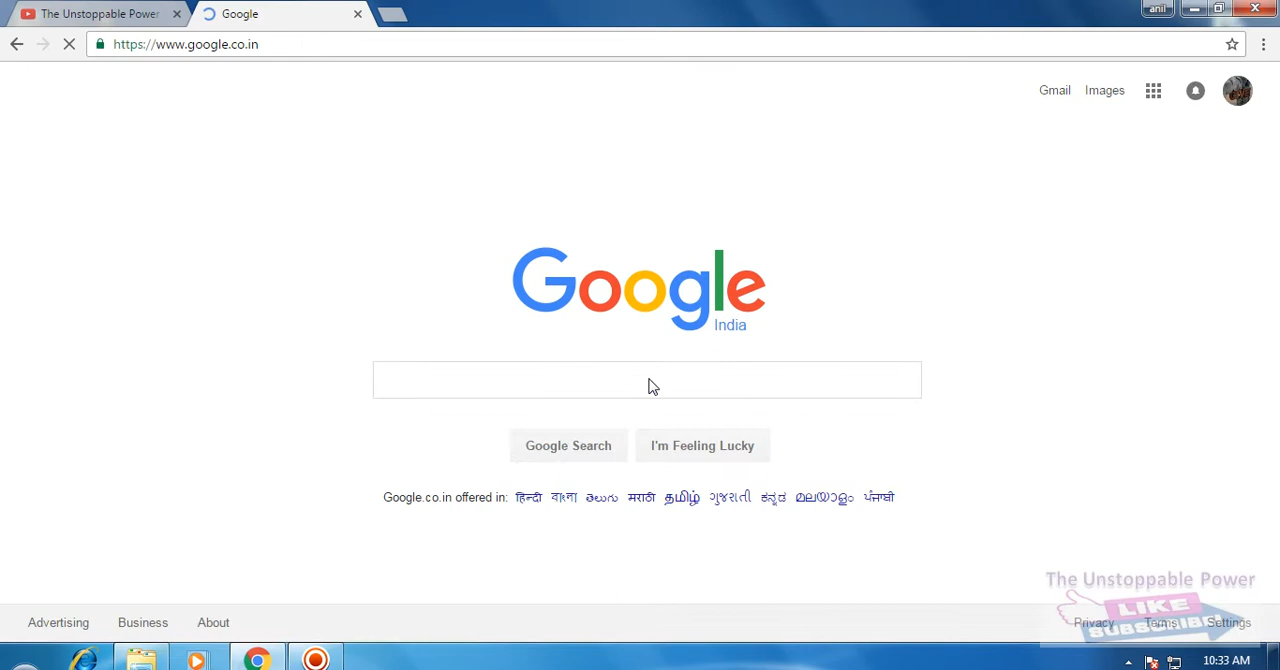 The Unstoppable Power
Google
anil
https://www.google.co.in
Gmail Images
Google
India
Google Search I'm Feeling Lucky
Google.co.in offered in: हिन्दी বাংলা తెలుగు मराठी தமிழ் ગુજરાતી ಕನ್ನಡ മലയാളം ਪੰਜਾਬੀ
The Unstoppable Power
LIKE
SUBSCRIBE!
Advertising Business About Privacy Terms Settings
10:33 AM